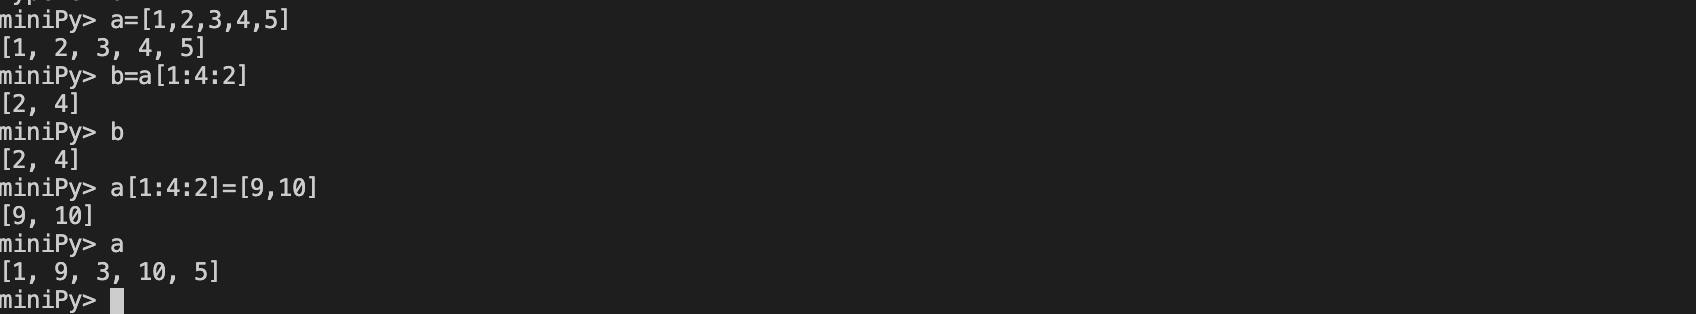 miniPy> a=[1,2,3,4,5]
[1, 2, 3, 4, 5]
miniPy> b=a[1:4:2]
[2, 4]
miniPy> b
[2, 4]
miniPy> a[1:4:2]=[9,10]
[9, 10]
miniPy> a
[1, 9, 3, 10, 5]
miniPy>